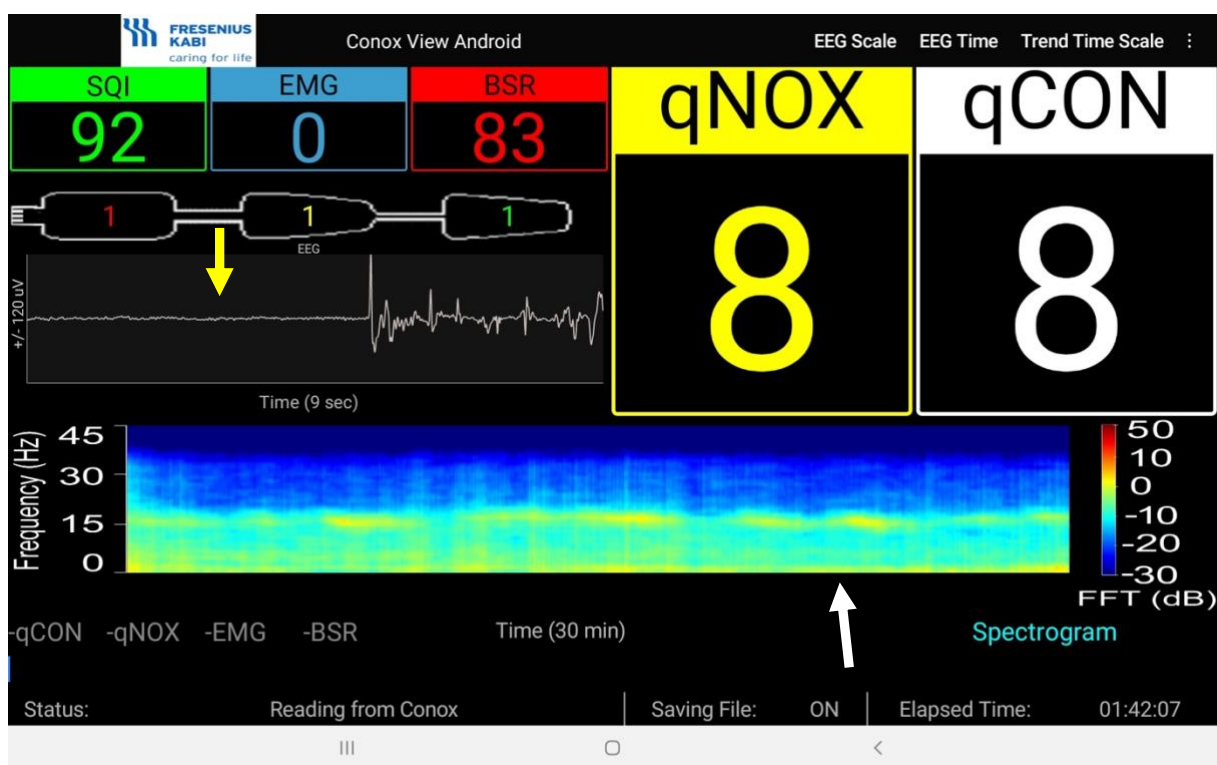 FRESENIUS
KABI
caring for life
Conox View Android
EEG Scale EEG Time Trend Time Scale
SQI EMG BSR qNOX qCON
92 0 83 8 8
1 1 1
EEG
+/- 120 uV
Time (9 sec)
Frequency (Hz)
45
30
15
0
50
10
0
-10
-20
-30
FFT (dB)
-qCON -qNOX -EMG -BSR Time (30 min) Spectrogram
Status: Reading from Conox Saving File: ON Elapsed Time: 01:42:07